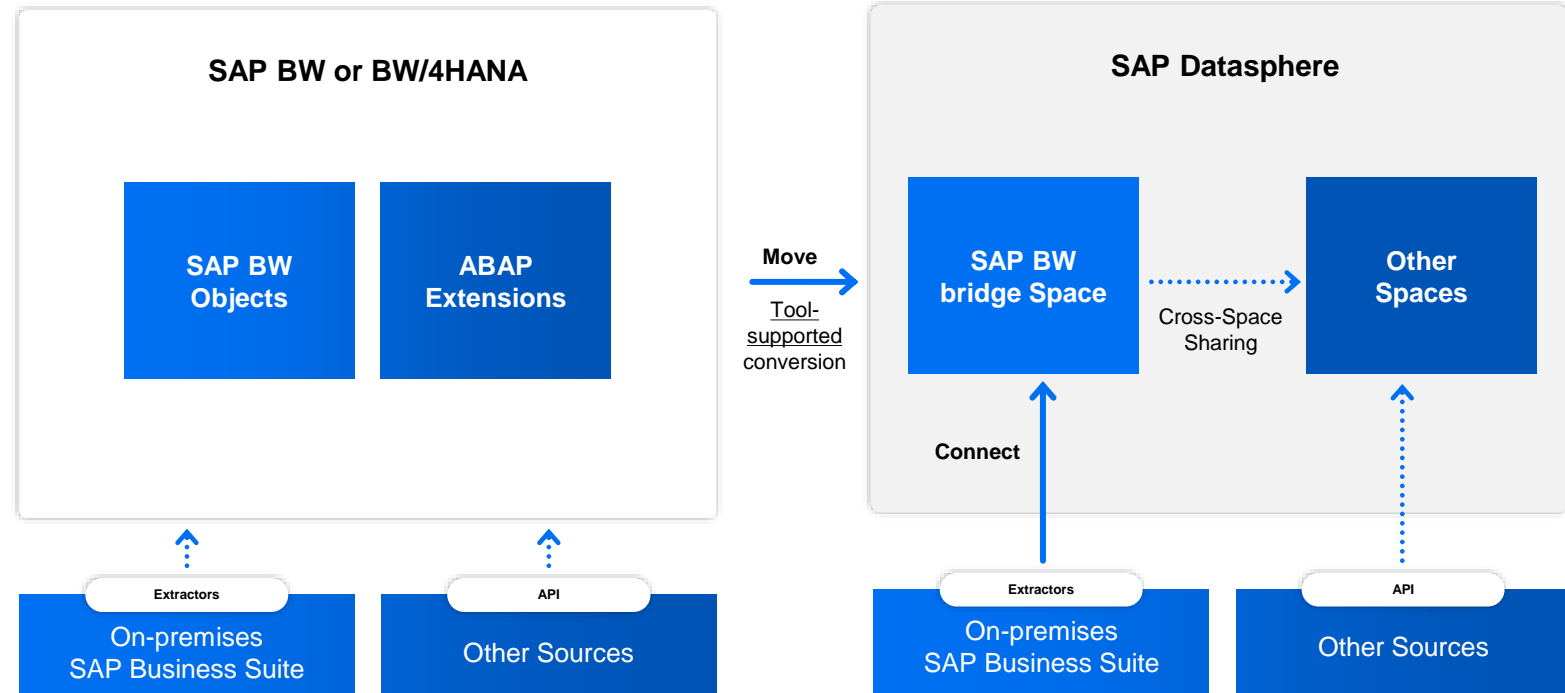 SAP BW or BW/4HANA
SAP BW
Objects
ABAP
Extensions
Extractors
On-premises
SAP Business Suite
API
Other Sources
Move
Tool-
supported
conversion
SAP Datasphere
SAP BW
bridge Space
Cross-Space
Sharing
Other
Spaces
Connect
Extractors
On-premises
SAP Business Suite
API
Other Sources